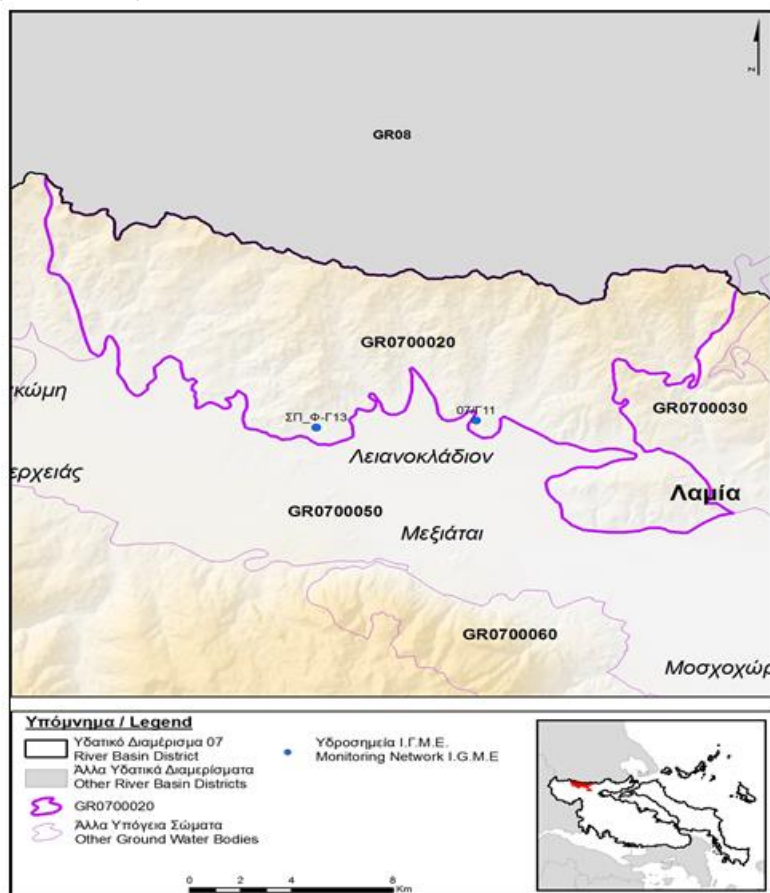 N
GR08
GR0700020
ικώμη
ΣΠ_Φ-Γ13
07/Γ11
GR0700030
Λειανοκλάδιον
ερχειάς
Λαμία
GR0700050
Μεξιάται
GR0700060
Μοσχοχώρ
Υπόμνημα / Legend
Υδατικό Διαμέρισμα 07
River Basin District
Άλλα Υδατικά Διαμερίσματα
Other River Basin Districts
GR0700020
Άλλα Υπόγεια Σώματα
Other Ground Water Bodies
Υδροσημεία Ι.Γ.Μ.Ε.
Monitoring Network I.G.M.E
0 2 4 8
Km